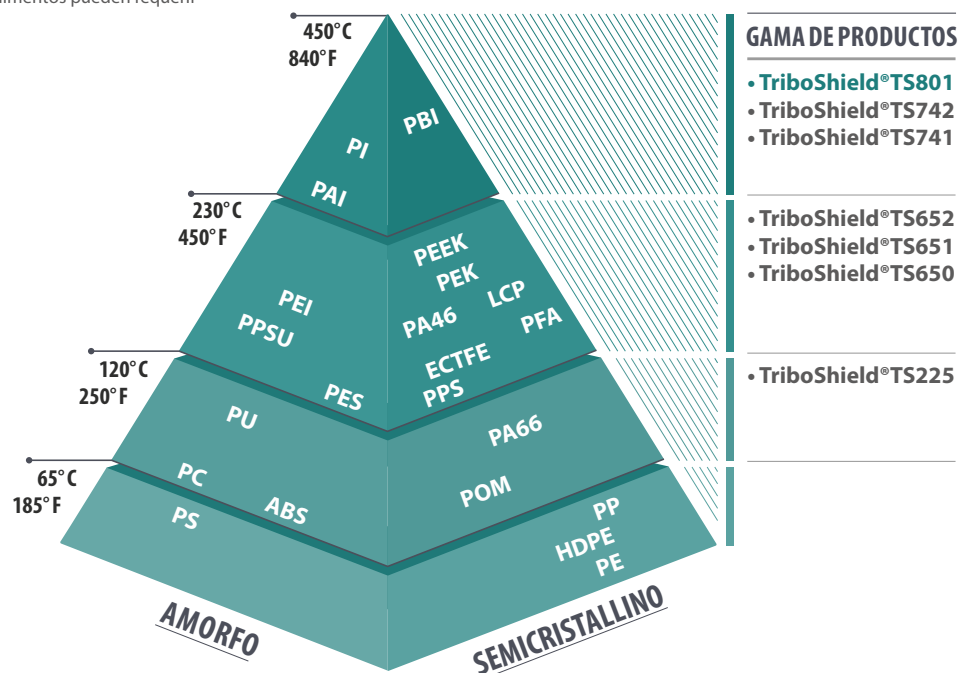 450°C
840°F
GAMA DE PRODUCTOS
• TriboShield®TS801
• TriboShield®TS742
• TriboShield®TS741
PBI
PI
PAI
230°C
450°F
• TriboShield®TS652
• TriboShield®TS651
• TriboShield®TS650
PEEK
PEK
LCP
PEI
PA46
PFA
PPSU
ECTFE
PPS
PES
120°C
250°F
• TriboShield®TS225
PU
PA66
PC
POM
ABS
65°C
185°F
PS
PP
HDPE
PE
AMORFO
SEMICRISTALLINO